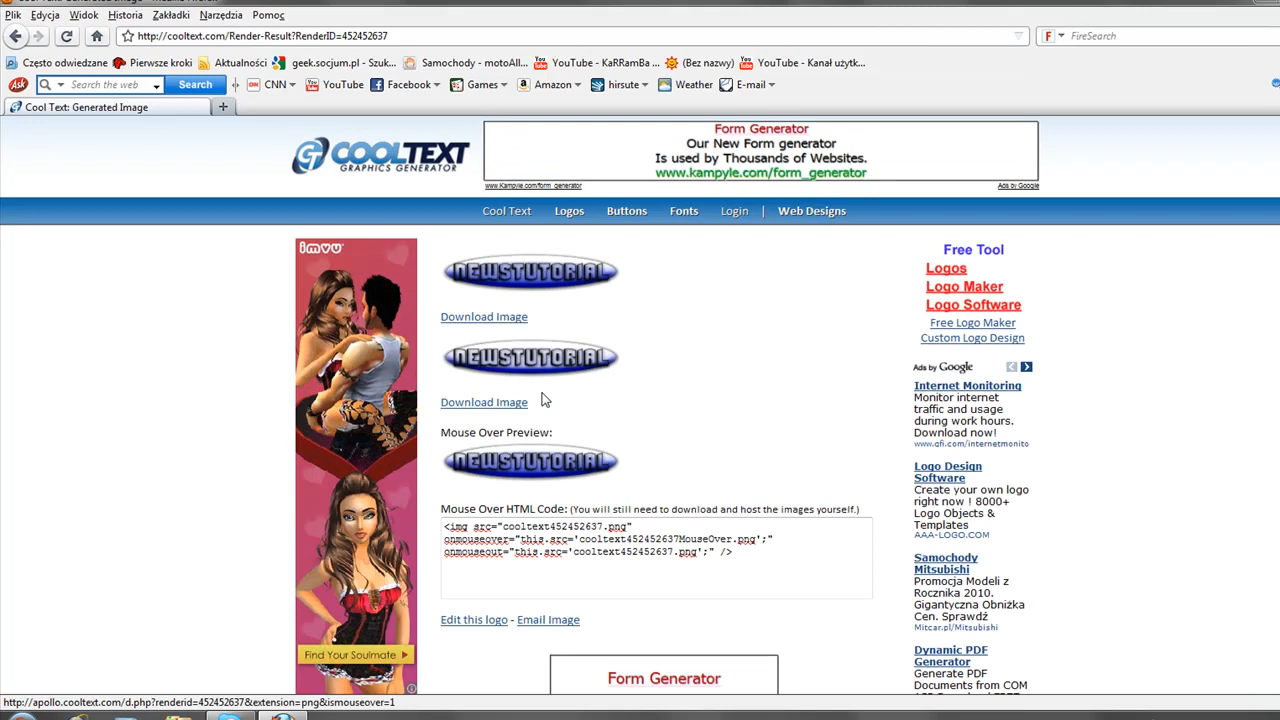 Plik Edycja Widok Historia Zakładki Narzędzia Pomoc
http://cooltext.com/Render-Result?RenderID=452452637
FireSearch
Często odwiedzane Pierwsze kroki Aktualności geek.socjum.pl - Szuk... Samochody - motoAll... YouTube - KaRRamBa ... (Bez nazwy) YouTube - Kanał użytk...
Ask Search the web Search CNN YouTube Facebook Games Amazon hirsute Weather E-mail
Cool Text: Generated Image
COOLTEXT
GRAPHICS GENERATOR
Form Generator
Our New Form generator
Is used by Thousands of Websites.
www.kampyle.com/form_generator
www.Kampyle.com/form_generator
Ads by Google
Cool Text Logos Buttons Fonts Login | Web Designs
imvu
Find Your Soulmate
NEWSTUTORIAL
Download Image
NEWSTUTORIAL
Download Image
Mouse Over Preview:
NEWSTUTORIAL
Mouse Over HTML Code: (You will still need to download and host the images yourself.)
<img src="cooltext452452637.png"
onmouseover="this.src='cooltext452452637MouseOver.png';"
onmouseout="this.src='cooltext452452637.png';" />
Edit this logo - Email Image
Form Generator
Free Tool
Logos
Logo Maker
Logo Software
Free Logo Maker
Custom Logo Design
Ads by Google
Internet Monitoring
Monitor internet
traffic and usage
during work hours.
Download now!
www.gfi.com/internetmonito
Logo Design
Software
Create your own logo
right now ! 8000+
Logo Objects &
Templates
AAA-LOGO.COM
Samochody
Mitsubishi
Promocja Modeli z
Rocznika 2010.
Gigantyczna Obniżka
Cen. Sprawdź
Mitcar.pl/Mitsubishi
Dynamic PDF
Generator
Generate PDF
Documents from COM
http://apollo.cooltext.com/d.php?renderid=452452637&extension=png&ismouseover=1